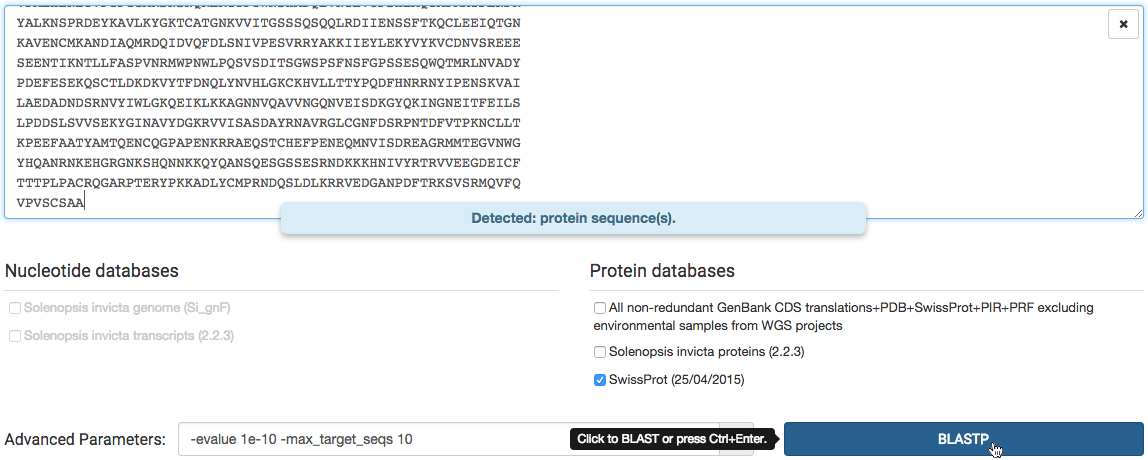 YALKNSPRDEYKAVLKYGKTCATGNKVVITGSSSQSQQLRDIIENSSFTKQCLEEIQTGN
KAVENCMKANDIAQMRDQIDVQFDLSNIVPESVRRYAKKIIEYLEKYVYKVCDNVSREEE
SEENTIKNTLLFASPVNRMWPNWLPQSVSDITSGWSPSFNSFGPSSESQWQTMRLNVADY
PDEFESEKQSCTLDKDKVYTFDNQLYNVHLGKCKHVLLTTYPQDFHNRRNYIPENSKVAI
LAEDADNDSRNVYIWLGKQEIKLKKAGNNVQAVVNGQNVEISDKGYQKINGNEITFEILS
LPDDSLSVVSEKYGINAVYDGKRVVISASDAYRNAVRGLCGNFDSRPNTDFVTPKNCLLT
KPEEFAATYAMTQENCQGPAPENKRRAEQSTCHEFPENEQMNVISDREAGRMMTEGVNWG
YHQANRNKEHGRGNKSHQNNKKQYQANSQESGSSESRNDKKKHNIVYRTRVVEEGDEICF
TTTPLPACRQGARPTERYPKKADLYCMPRNDQSLDLKRRVEDGANPDFTRKSVSRMQVFQ
VPVSCSAA
Detected: protein sequence(s).
Nucleotide databases
Solenopsis invicta genome (Si_gnF)
Solenopsis invicta transcripts (2.2.3)
Protein databases
All non-redundant GenBank CDS translations+PDB+SwissProt+PIR+PRF excluding
environmental samples from WGS projects
Solenopsis invicta proteins (2.2.3)
SwissProt (25/04/2015)
Advanced Parameters:
-evalue 1e-10 -max_target_seqs 10
Click to BLAST or press Ctrl+Enter.
BLASTP